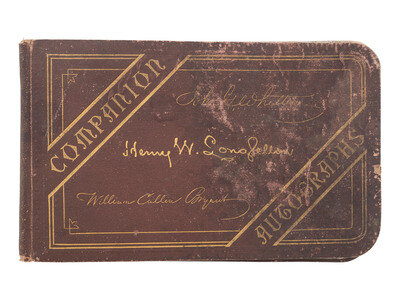 COMPANION
Henry W. Longfellow
William Cullen Bryant
AUTOGRAPHS